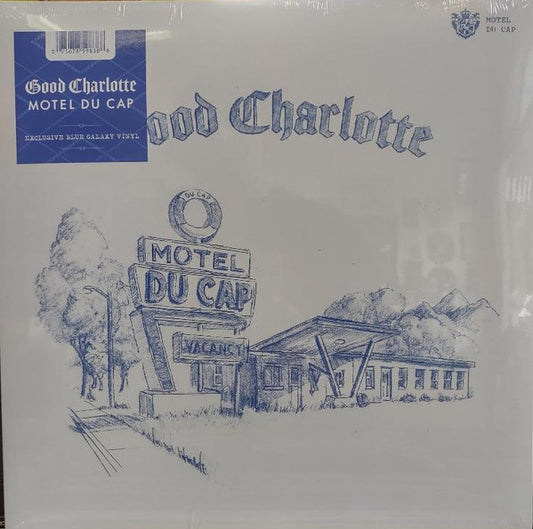 MOTEL
DU CAP
Good Charlotte
MOTEL DU CAP
EXCLUSIVE BLUE GALAXY VINYL
ood Charlotte
DU CAP
MOTEL
DU CAP
VACANCY